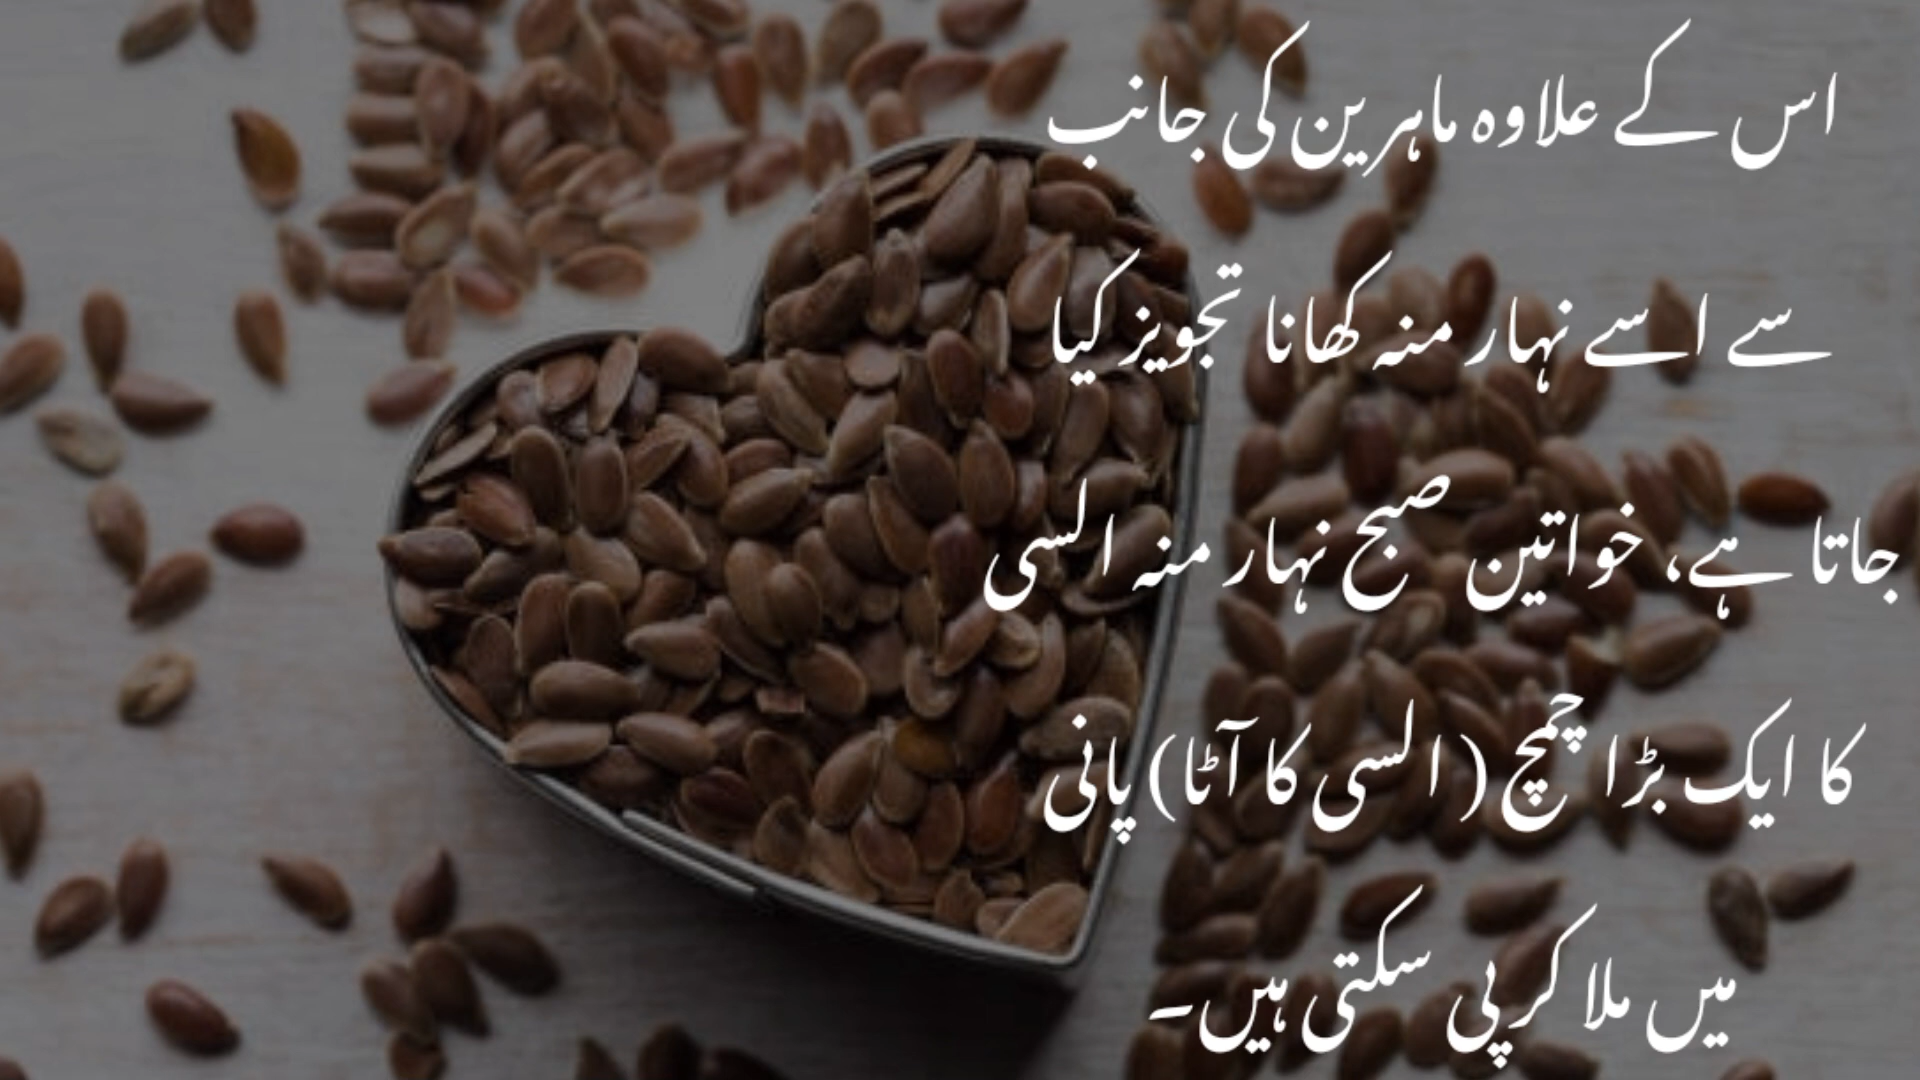 اس کے علاوہ ماہرین کی جانب
سے اسے نہار منہ کھانا تجویز کیا
جاتا ہے، خواتین صبح نہار منہ السی
کا ایک بڑا چمچ (السی کا آٹا) پانی
میں ملا کر پی سکتی ہیں۔